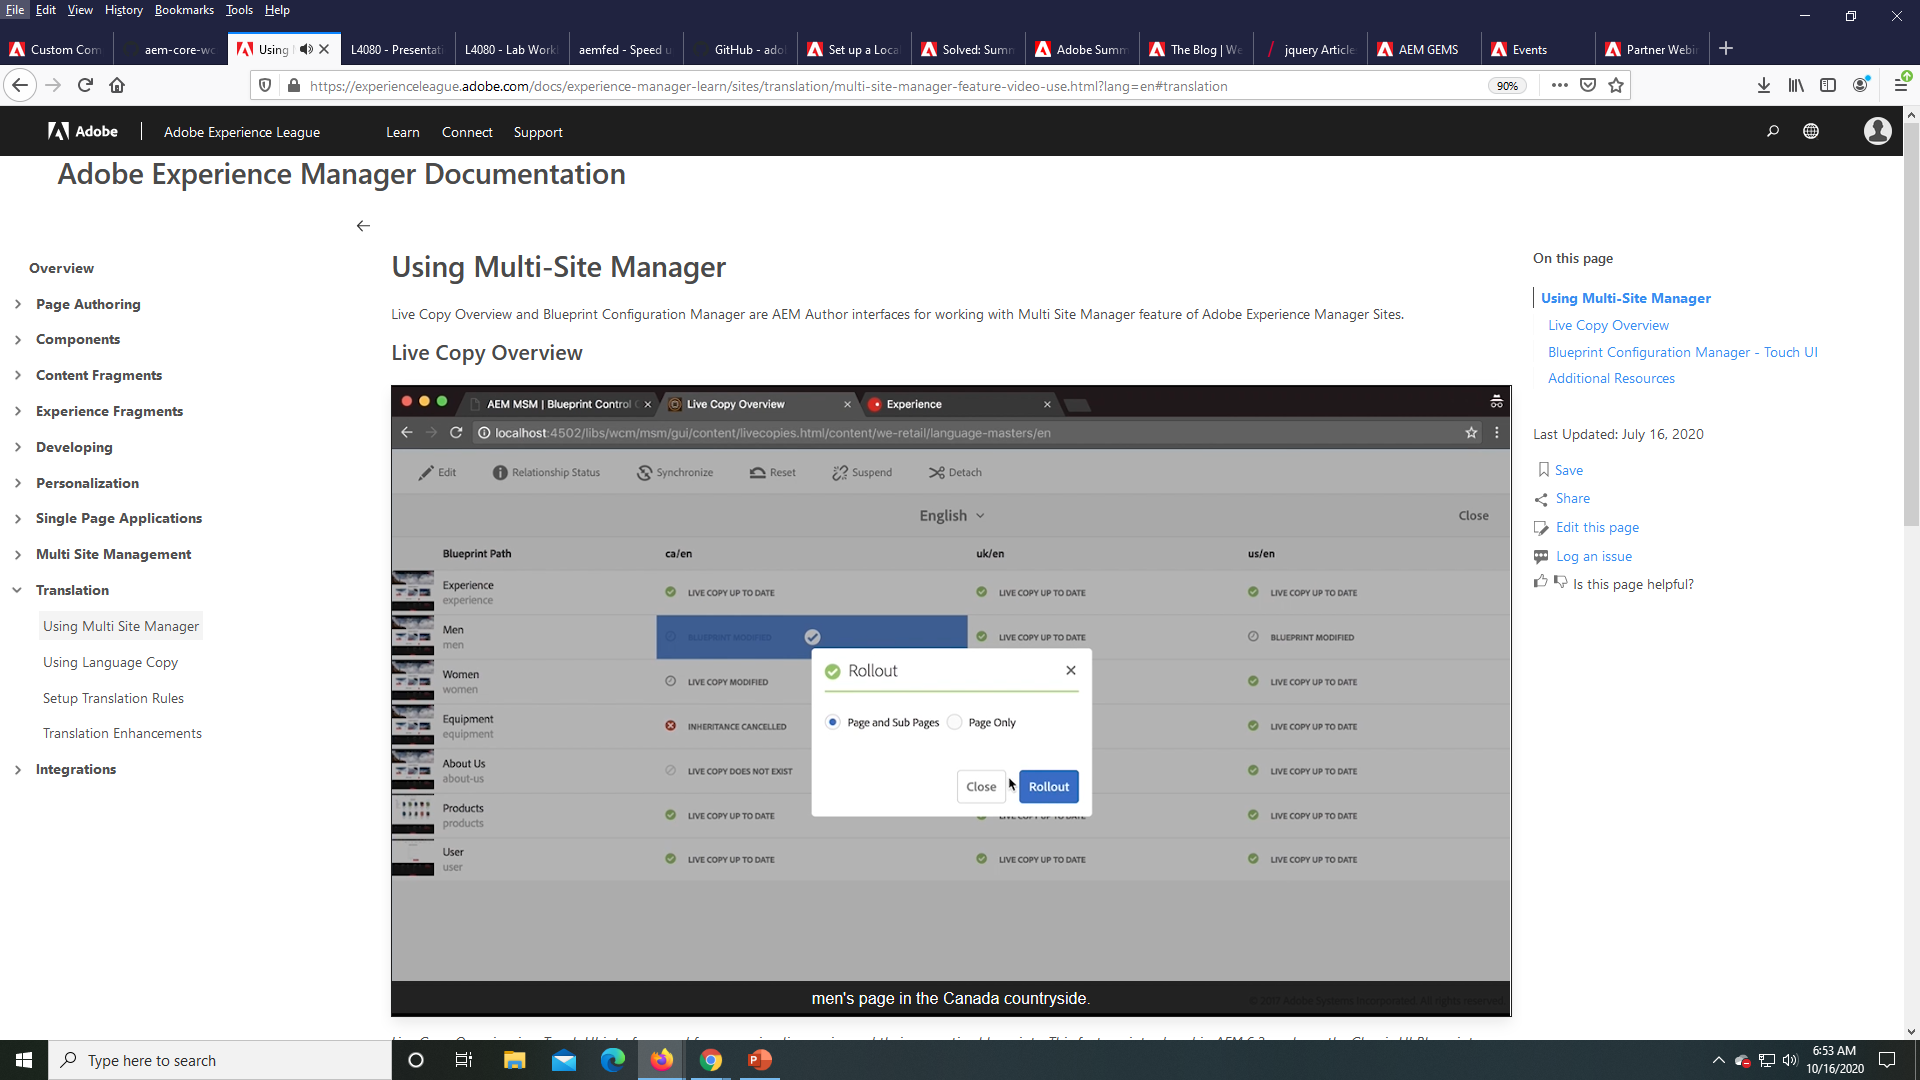 File Edit View History Bookmarks Tools Help
Custom Com aem-core-wc Using L4080 - Presentati L4080 - Lab Work aemfed - Speed u GitHub - ado Set up a Loca Solved: Summ Adobe Summ The Blog | We jquery Article AEM GEMS Events Partner Webin
https://experienceleague.adobe.com/docs/experience-manager-learn/sites/translation/multi-site-manager-feature-video-use.html?lang=en#translation 90%
Adobe Adobe Experience League Learn Connect Support
Adobe Experience Manager Documentation
Overview
Page Authoring
Components
Content Fragments
Experience Fragments
Developing
Personalization
Single Page Applications
Multi Site Management
Translation
Using Multi Site Manager
Using Language Copy
Setup Translation Rules
Translation Enhancements
Integrations
Using Multi-Site Manager
Live Copy Overview and Blueprint Configuration Manager are AEM Author interfaces for working with Multi Site Manager feature of Adobe Experience Manager Sites.
Live Copy Overview
AEM MSM | Blueprint Control Live Copy Overview Experience
localhost:4502/libs/wcm/msm/gui/content/livecopies.html/content/we-retail/language-masters/en
Edit Relationship Status Synchronize Reset Suspend Detach
English Close
Blueprint Path ca/en uk/en us/en
Experience
experience LIVE COPY UP TO DATE LIVE COPY UP TO DATE LIVE COPY UP TO DATE
Men
men BLUEPRINT MODIFIED LIVE COPY UP TO DATE BLUEPRINT MODIFIED
Women
women LIVE COPY MODIFIED LIVE COPY UP TO DATE
Equipment
equipment INHERITANCE CANCELLED LIVE COPY UP TO DATE
About Us
about-us LIVE COPY DOES NOT EXIST LIVE COPY UP TO DATE
Products
products LIVE COPY UP TO DATE LIVE COPY UP TO DATE LIVE COPY UP TO DATE
User
user LIVE COPY UP TO DATE LIVE COPY UP TO DATE LIVE COPY UP TO DATE
Rollout
Page and Sub Pages Page Only
Close Rollout
men's page in the Canada countryside.
© 2017 Adobe Systems Incorporated. All rights reserved.
On this page
Using Multi-Site Manager
Live Copy Overview
Blueprint Configuration Manager - Touch UI
Additional Resources
Last Updated: July 16, 2020
Save
Share
Edit this page
Log an issue
Is this page helpful?
Type here to search
6:53 AM
10/16/2020